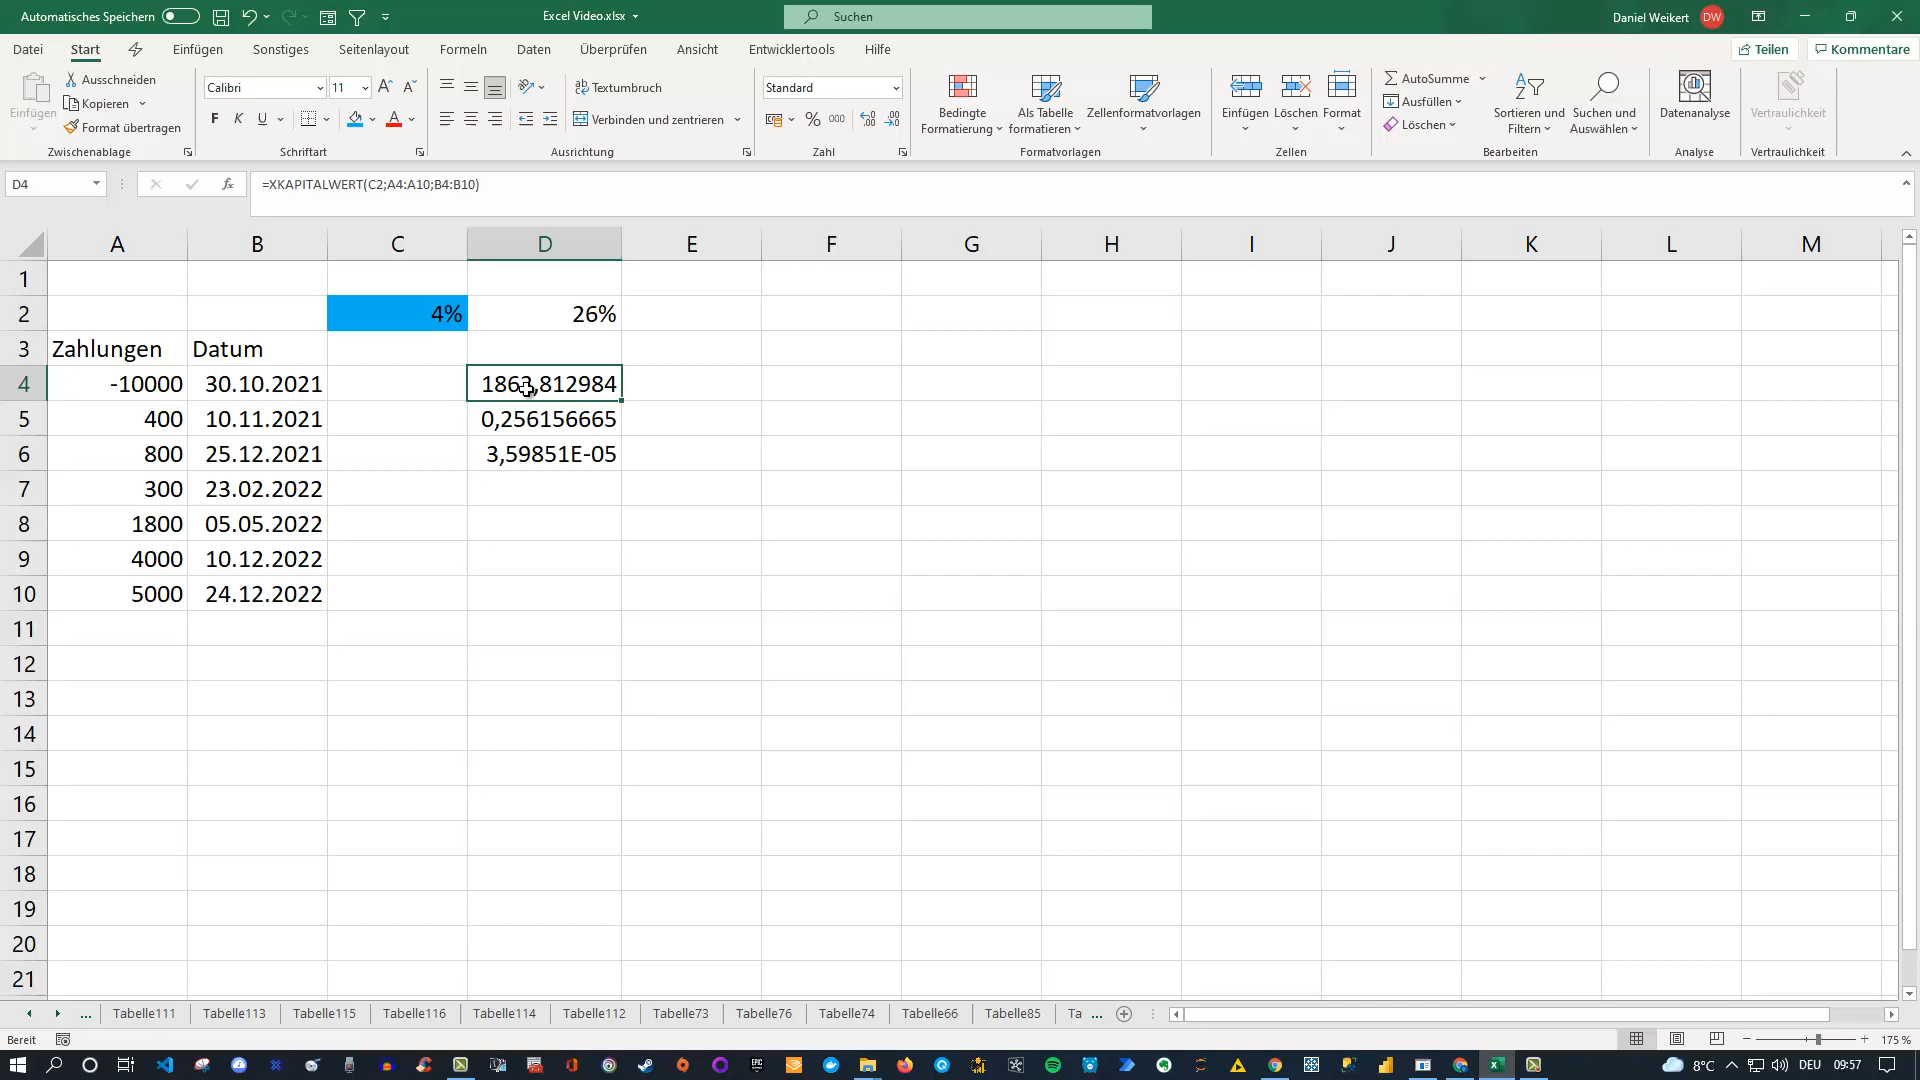 Automatisches Speichern
Excel Video.xlsx
Suchen
Daniel Weikert
DW
Datei
Start
Einfügen
Sonstiges
Seitenlayout
Formeln
Daten
Überprüfen
Ansicht
Entwicklertools
Hilfe
Teilen
Kommentare
Einfügen
Ausschneiden
Kopieren
Format übertragen
Zwischenablage
Calibri
11
F K U
Schriftart
Textumbruch
Verbinden und zentrieren
Ausrichtung
Standard
% 000
Zahl
Bedingte
Formatierung
Als Tabelle
formatieren
Zellenformatvorlagen
Formatvorlagen
Einfügen
Löschen
Format
Zellen
AutoSumme
Ausfüllen
Löschen
Sortieren und
Filtern
Suchen und
Auswählen
Bearbeiten
Datenanalyse
Analyse
Vertraulichkeit
Vertraulichkeit
D4
fx
=XKAPITALWERT(C2;A4:A10;B4:B10)
A B C D E F G H I J K L M
1
2 4% 26%
3 Zahlungen Datum
4 -10000 30.10.2021 1863,812984
5 400 10.11.2021 0,256156665
6 800 25.12.2021 3,59851E-05
7 300 23.02.2022
8 1800 05.05.2022
9 4000 10.12.2022
10 5000 24.12.2022
11
12
13
14
15
16
17
18
19
20
21
... Tabelle111 Tabelle113 Tabelle115 Tabelle116 Tabelle114 Tabelle112 Tabelle73 Tabelle76 Tabelle74 Tabelle66 Tabelle85 Ta ...
Bereit
175 %
8°C
DEU
09:57